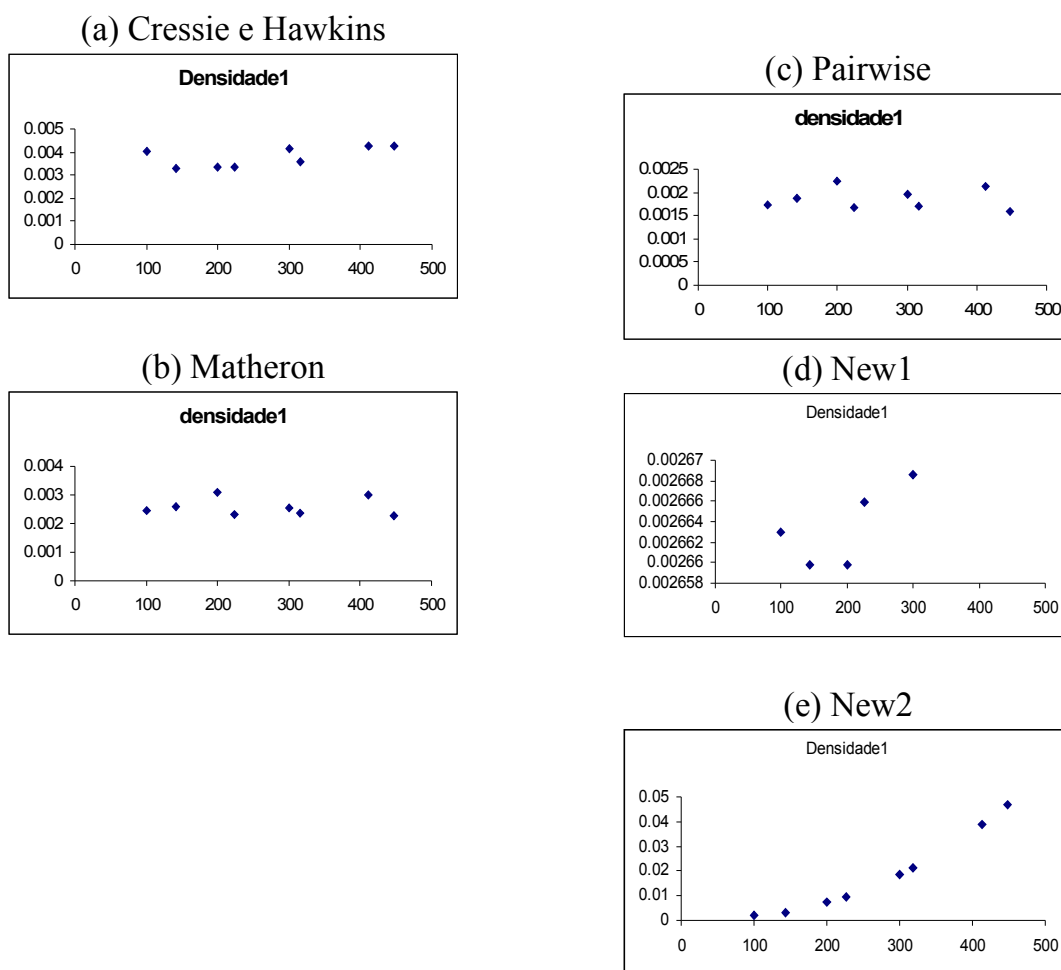 (a) Cressie e Hawkins
Densidade1
0.005
0.004
0.003
0.002
0.001
0
0 100 200 300 400 500
(b) Matheron
densidade1
0.004
0.003
0.002
0.001
0
0 100 200 300 400 500
(c) Pairwise
densidade1
0.0025
0.002
0.0015
0.001
0.0005
0
0 100 200 300 400 500
(d) New1
Densidade1
0.00267
0.002668
0.002666
0.002664
0.002662
0.00266
0.002658
0 100 200 300 400 500
(e) New2
Densidade1
0.05
0.04
0.03
0.02
0.01
0
0 100 200 300 400 500